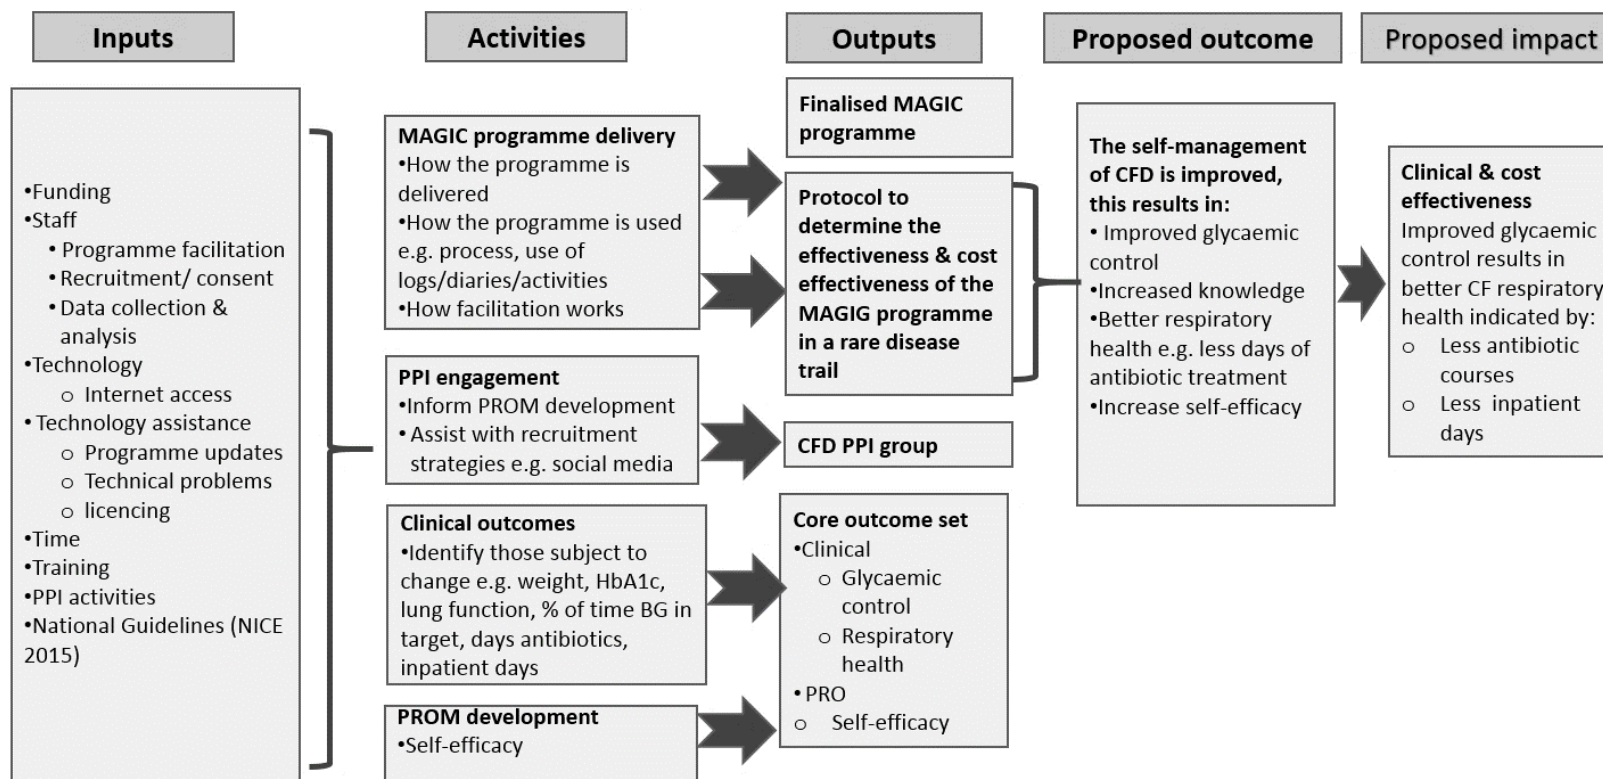 Inputs
Activities
Outputs
Proposed outcome
Proposed impact
•Funding
•Staff
• Programme facilitation
• Recruitment/ consent
• Data collection &
analysis
•Technology
o Internet access
• Technology assistance
o Programme updates
o Technical problems
o licencing
•Time
•Training
•PPI activities
•National Guidelines (NICE
2015)
MAGIC programme delivery
•How the programme is
delivered
•How the programme is used
e.g. process, use of
logs/diaries/activities
•How facilitation works
PPI engagement
•Inform PROM development
• Assist with recruitment
strategies e.g. social media
Clinical outcomes
•Identify those subject to
change e.g. weight, HbA1c,
lung function, % of time BG in
target, days antibiotics,
inpatient days
PROM development
•Self-efficacy
Finalised MAGIC
programme
Protocol to
determine the
effectiveness & cost
effectiveness of the
MAGIG programme
in a rare disease
trail
CFD PPI group
Core outcome set
•Clinical
o Glycaemic
control
o Respiratory
health
• PRO
o Self-efficacy
The self-management
of CFD is improved,
this results in:
• Improved glycaemic
control
•Increased knowledge
•Better respiratory
health e.g. less days of
antibiotic treatment
•Increase self-efficacy
Clinical & cost
effectiveness
Improved glycaemic
control results in
better CF respiratory
health indicated by:
o Less antibiotic
courses
o Less inpatient
days